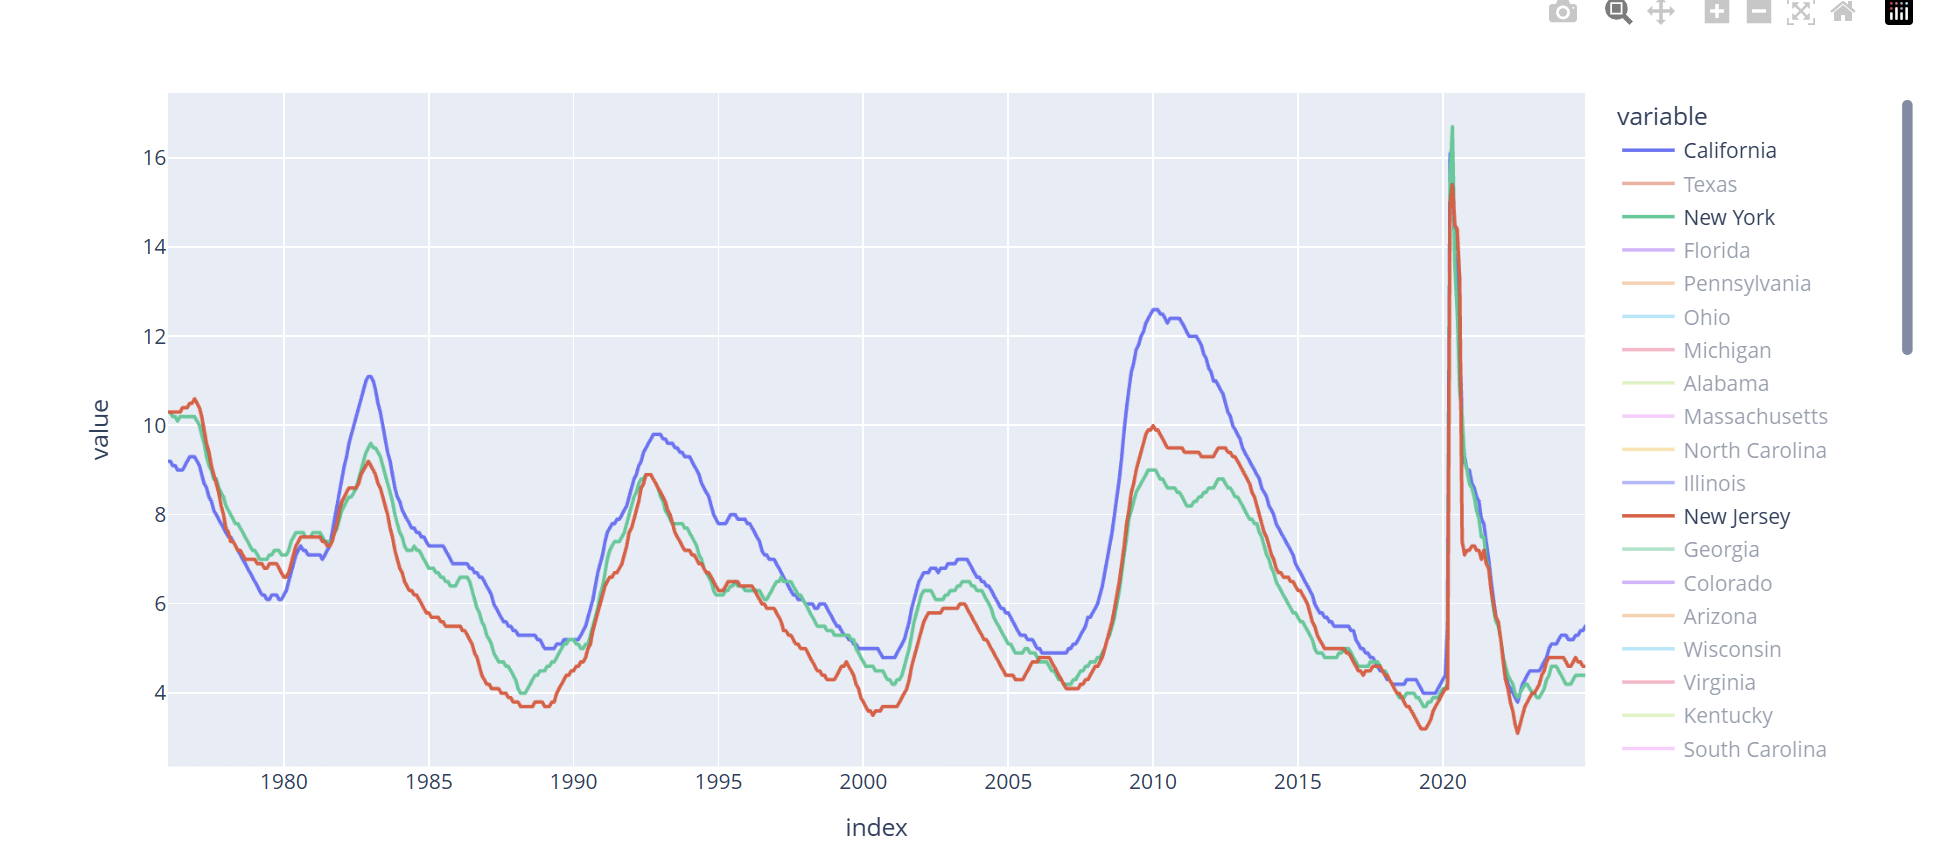 variable
California
Texas
New York
Florida
Pennsylvania
Ohio
Michigan
Alabama
Massachusetts
North Carolina
Illinois
New Jersey
Georgia
Colorado
Arizona
Wisconsin
Virginia
Kentucky
South Carolina
16
14
12
10
8
6
4
value
1980 1985 1990 1995 2000 2005 2010 2015 2020
index